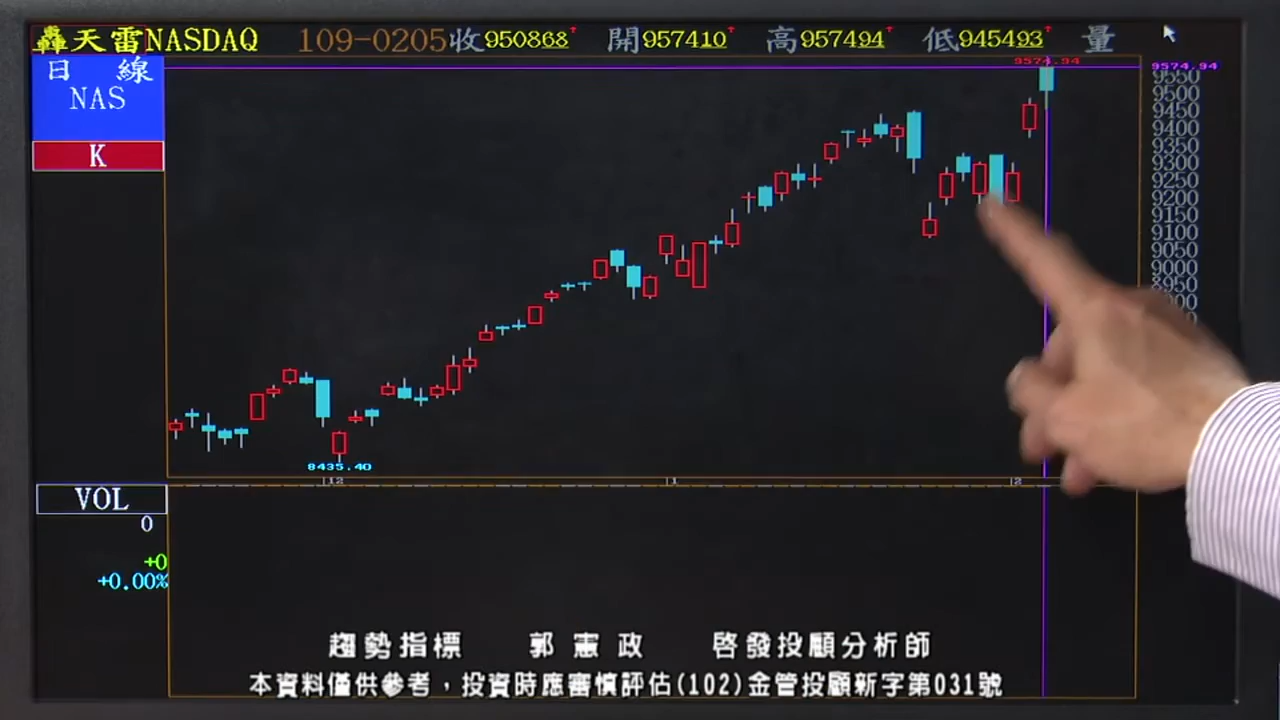 轟天雷NASDAQ 109-0205收950868 開957410 高957494 低945493 量
日 線
NAS
K
9574.94
9574.94
9550
9500
9450
9400
9350
9300
9250
9200
9150
9100
9050
9000
8950
8435.40
12 1 2
VOL
0
+0
+0.00%
趨勢指標 郭憲政 啓發投顧分析師
本資料僅供參考，投資時應審慎評估(102)金管投顧新字第031號